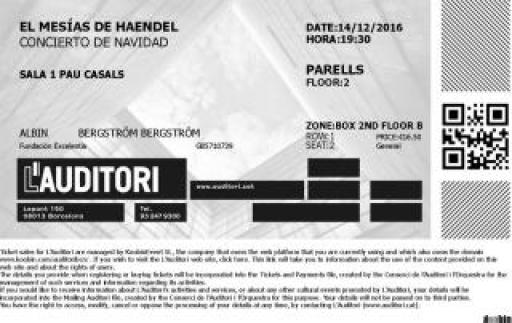 EL MESÍAS DE HAENDEL
CONCIERTO DE NAVIDAD
SALA 1 PAU CASALS
DATE:14/12/2016
HORA:19:30
PARELLS
FLOOR:2
ALBIN BERGSTRÖM BERGSTRÖM
Fundación Excelentia
ZONE:BOX 2ND FLOOR B
ROW:1 PRICE:€16.50
SEAT:2 General
L'AUDITORI
www.auditori.cat
Lepant 150
08013 Barcelona
Tel.
93 247 9300
Ticket sales for L'Auditori are managed by Koobin Event SL, the company that owns the web platform that you are currently using and which also owns the domain
If you wish to visit the L'Auditori web site, click here. This link will take you to information about the use of the content provided on this
web site and about the rights of users.
The details you provide when registering or buying tickets will be incorporated into the Tickets and Payments file, created by the Consorci de l'Auditori i l'Orquestra for the
management of such services and information regarding its activities.
If you would like to receive information about L'Auditori's activities and services, or about any other cultural events promoted by L'Auditori, your details will be
incorporated into the Mailing Auditori file, created by the Consorci de l'Auditori i l'Orquestra for this purpose. Your details will not be passed on to third parties.
You have the right to access, modify, cancel or oppose the processing of your details at any time, by contacting L'Auditori (www.auditori.cat).